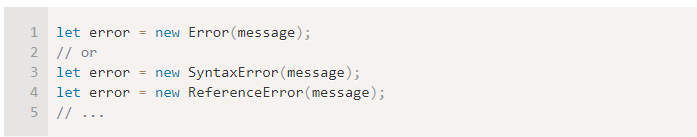 1 let error = new Error(message);
2 // or
3 let error = new SyntaxError(message);
4 let error = new ReferenceError(message);
5 // ...